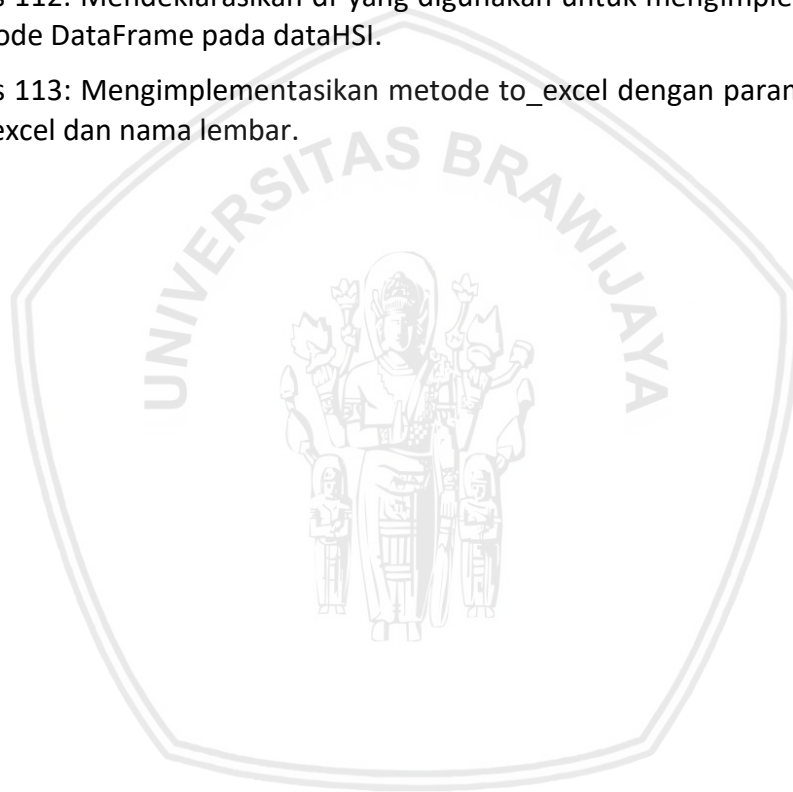 s 112: Mendeklarasikan df yang digunakan untuk mengimple
ode DataFrame pada dataHSI.
s 113: Mengimplementasikan metode to_excel dengan param
excel dan nama lembar.
UNIVERSITAS BRAWIJAYA